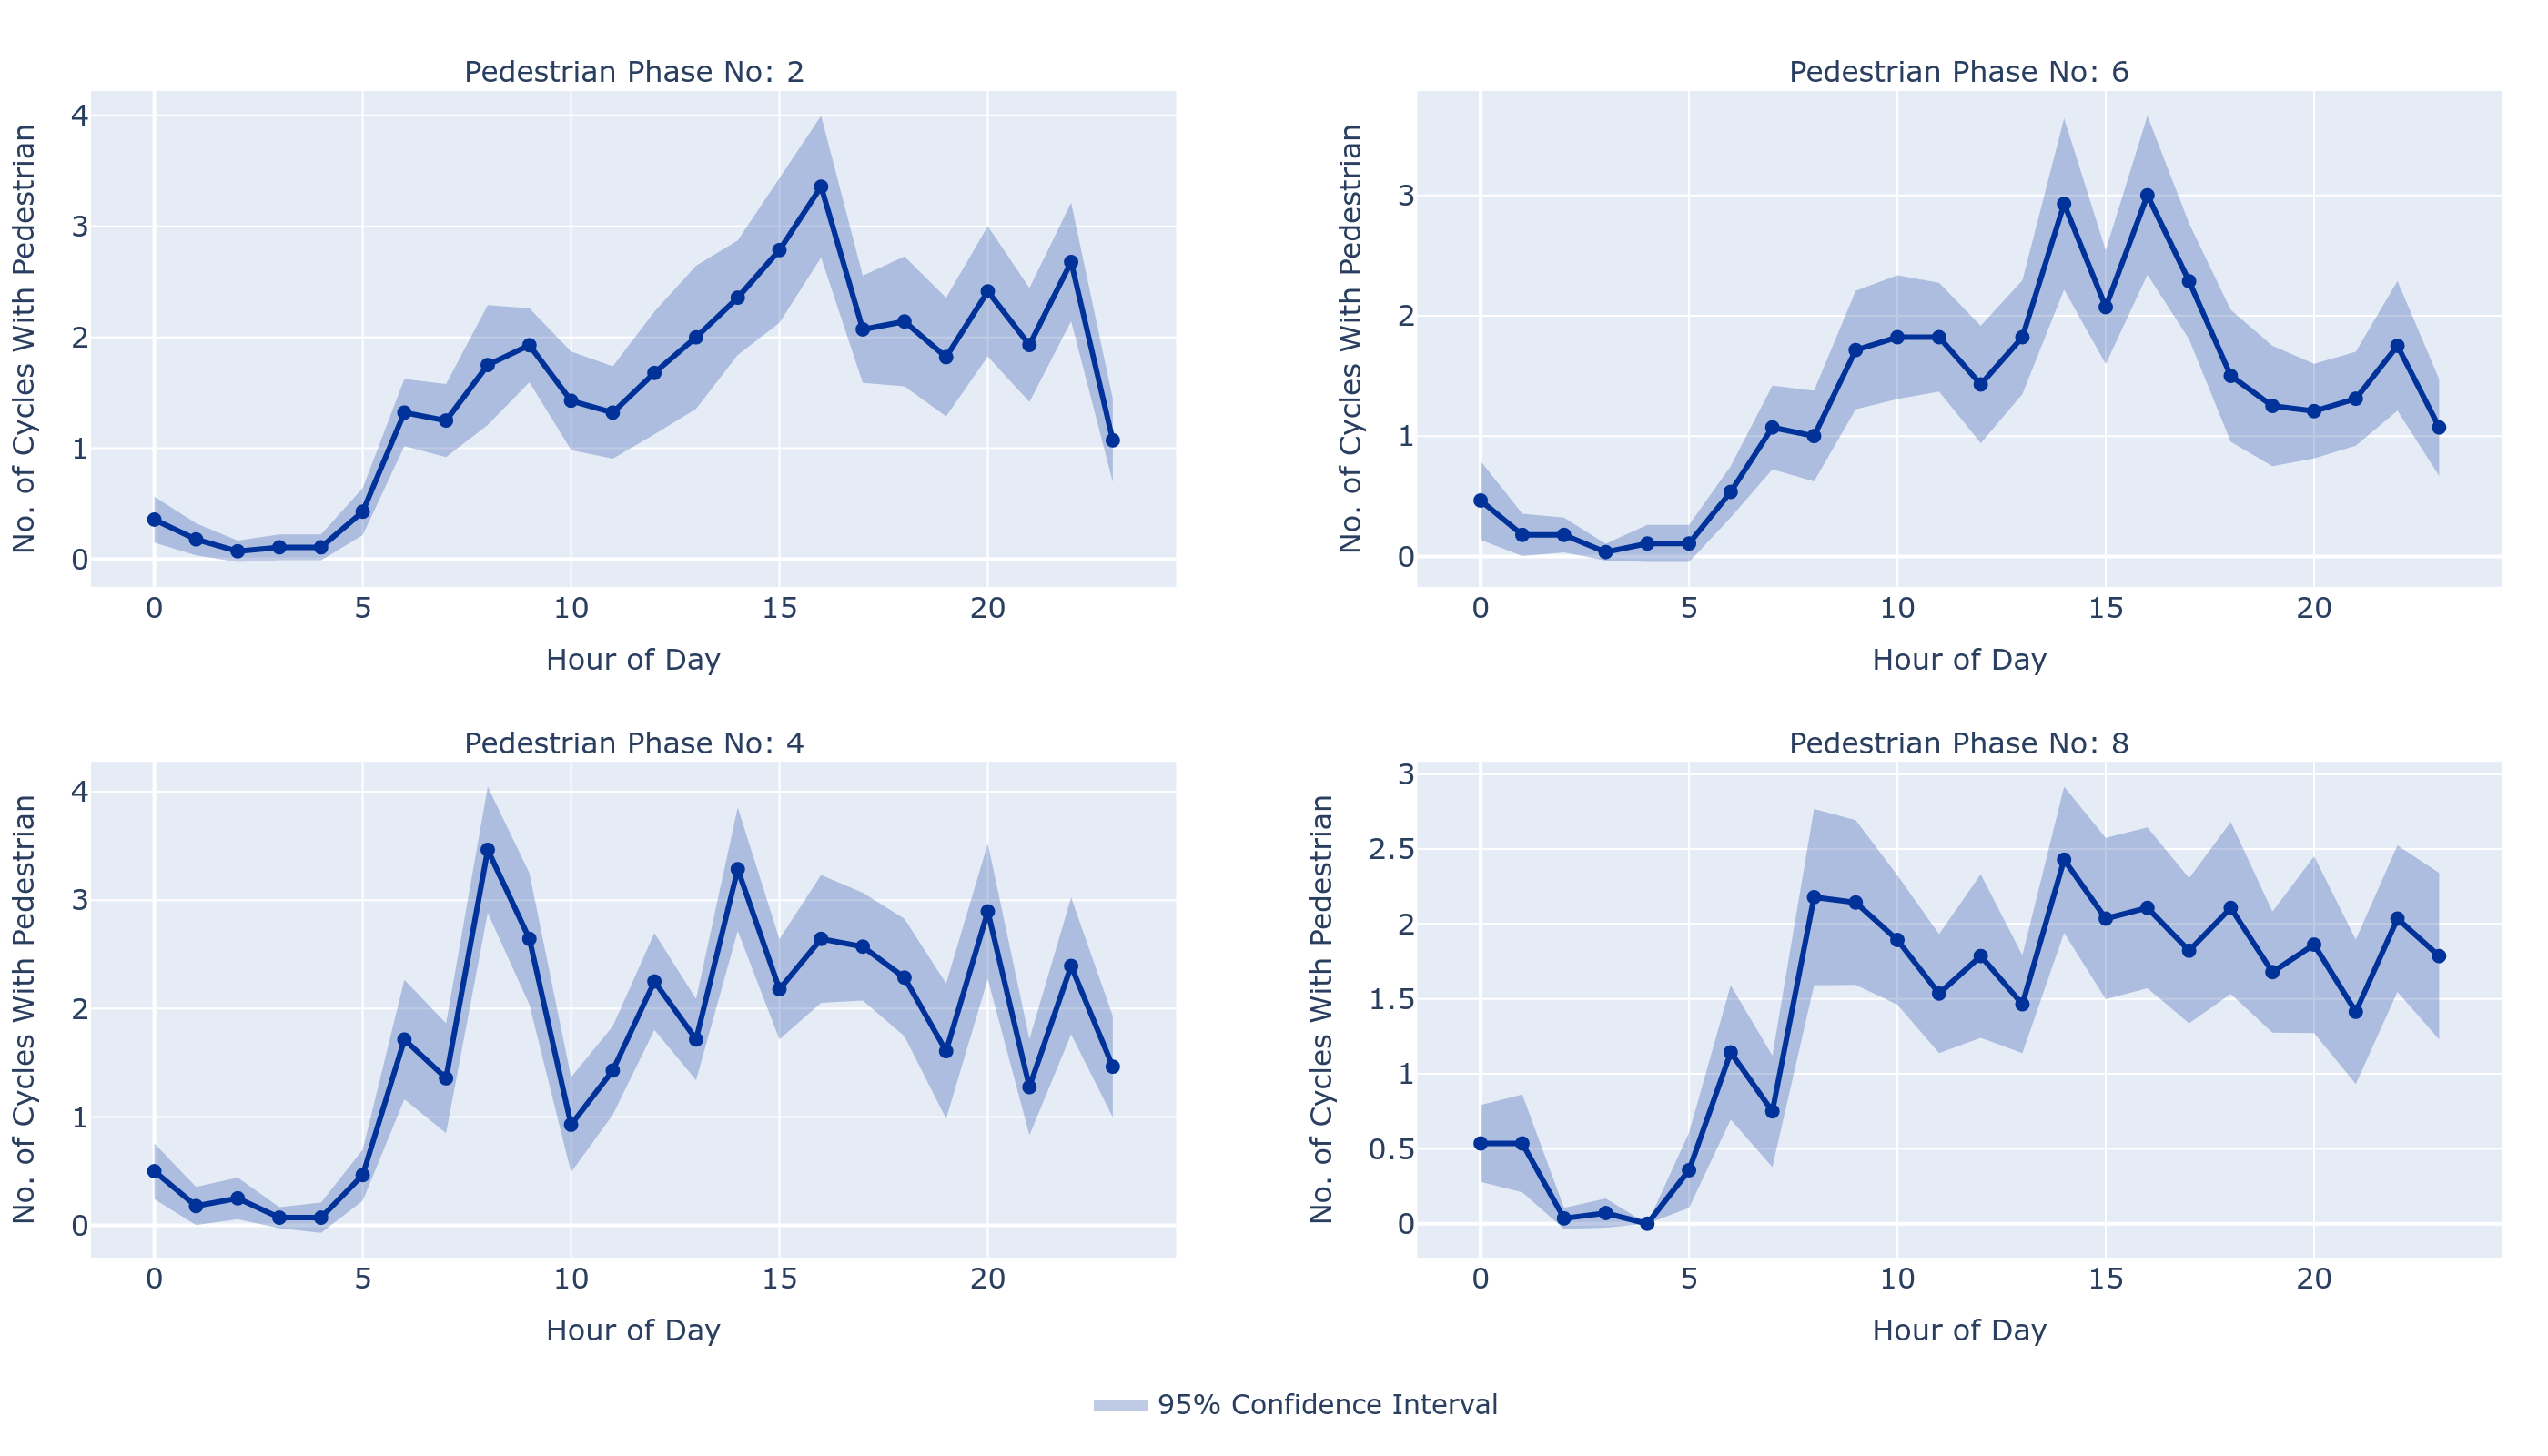 Pedestrian Phase No: 2
No. of Cycles With Pedestrian
4
3
2
1
0
0 5 10 15 20
Hour of Day
Pedestrian Phase No: 6
No. of Cycles With Pedestrian
3
2
1
0
0 5 10 15 20
Hour of Day
Pedestrian Phase No: 4
No. of Cycles With Pedestrian
4
3
2
1
0
0 5 10 15 20
Hour of Day
Pedestrian Phase No: 8
No. of Cycles With Pedestrian
3
2.5
2
1.5
1
0.5
0
0 5 10 15 20
Hour of Day
95% Confidence Interval